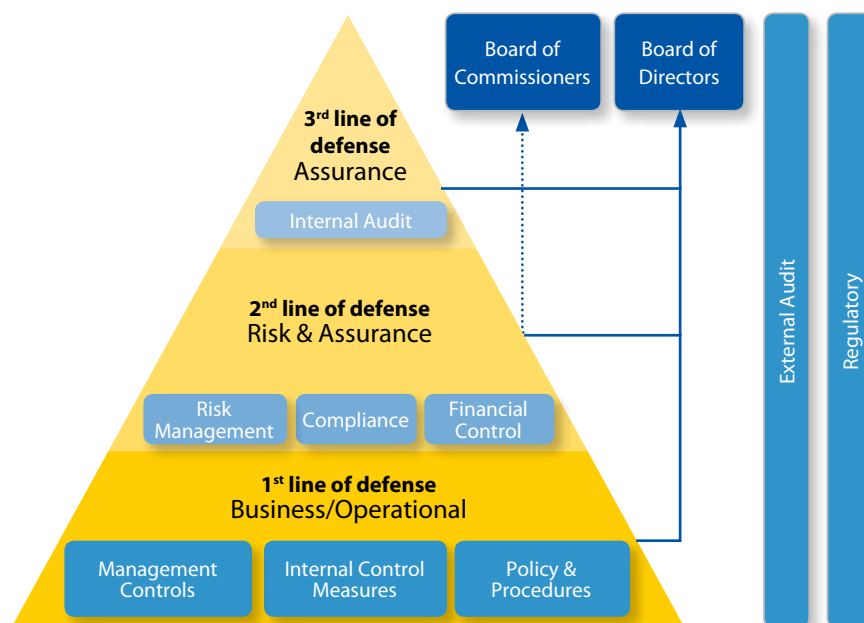 3rd line of
defense
Assurance
Internal Audit
2nd line of defense
Risk & Assurance
Risk
Management
Compliance
Financial
Control
1st line of defense
Business/Operational
Management
Controls
Internal Control
Measures
Policy &
Procedures
Board of
Commissioners
Board of
Directors
External Audit
Regulatory